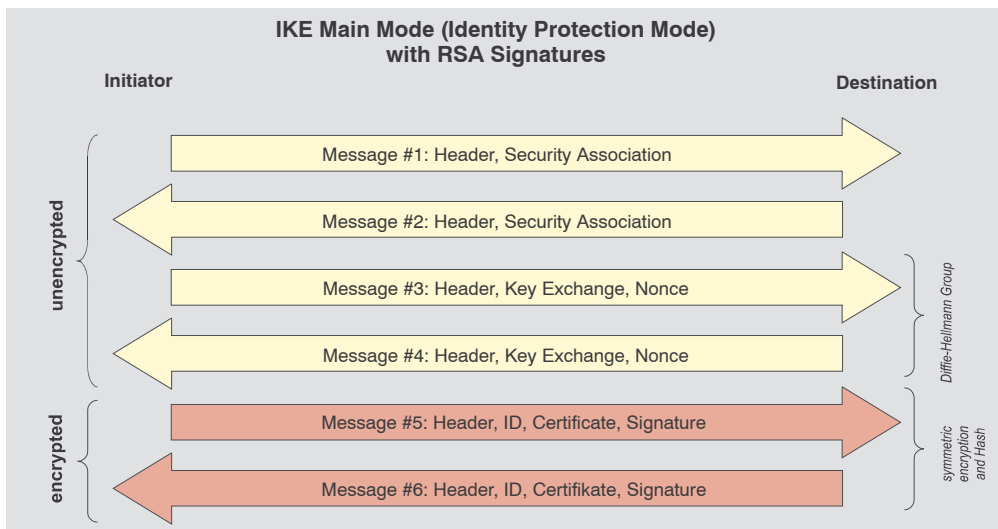 IKE Main Mode (Identity Protection Mode)
with RSA Signatures
Initiator
Destination
unencrypted
Message #1: Header, Security Association
Message #2: Header, Security Association
Message #3: Header, Key Exchange, Nonce
Message #4: Header, Key Exchange, Nonce
Diffie-Hellmann Group
encrypted
Message #5: Header, ID, Certificate, Signature
Message #6: Header, ID, Certifikate, Signature
symmetric
encryption
and Hash